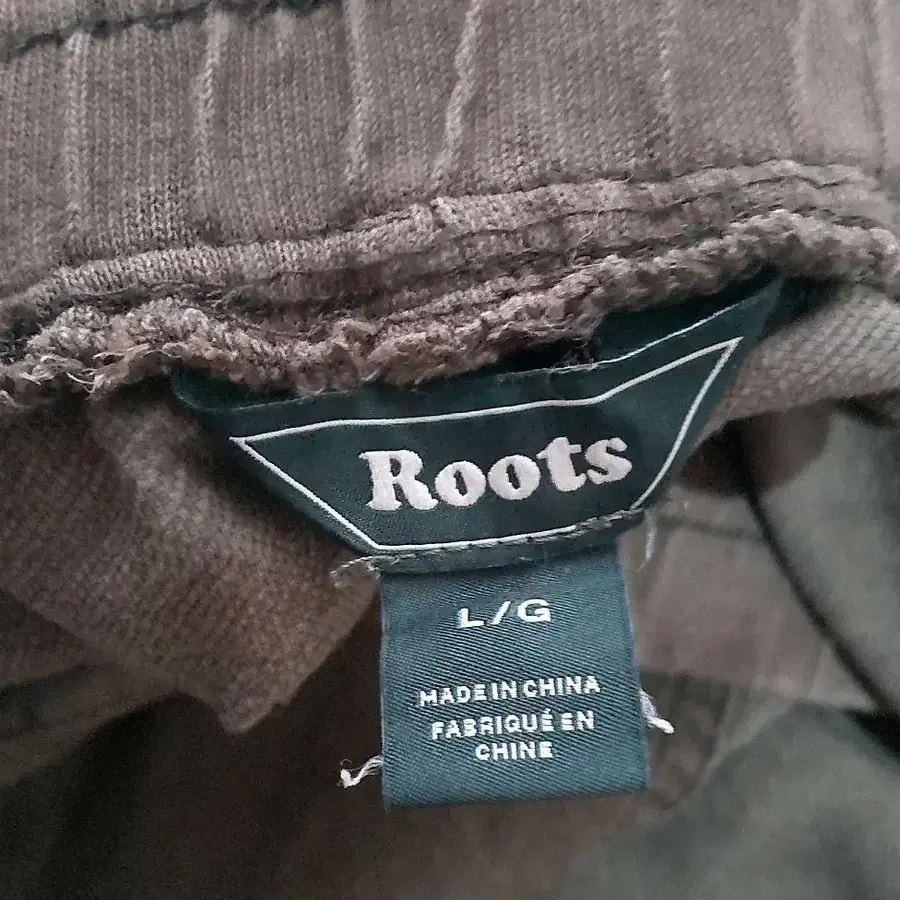 Roots
L/G
MADE IN CHINA
FABRIQUÉ EN
CHINE